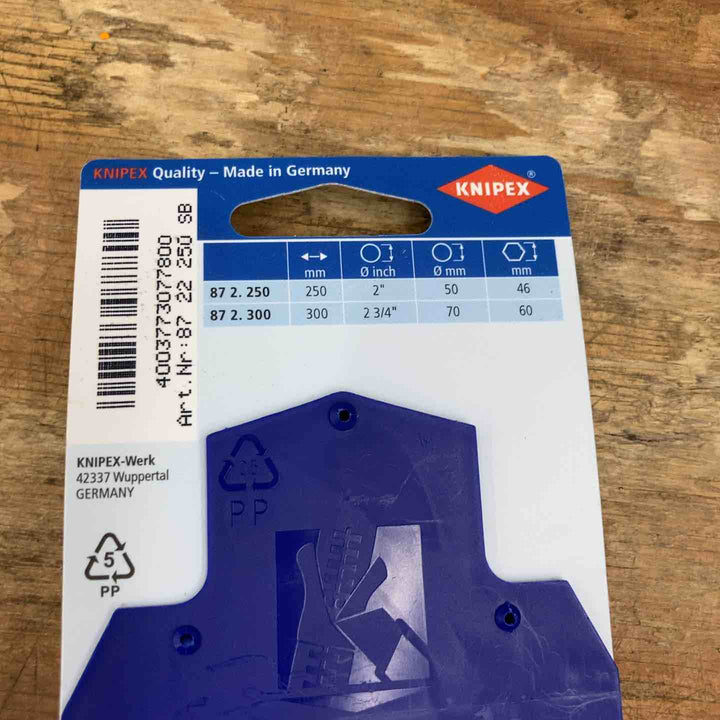 KNIPEX Quality – Made in Germany
KNIPEX®
4003773077800
Art.Nr:87 22 250 SB
mm Ø inch Ø mm mm
87 2. 250 250 2" 50 46
87 2. 300 300 2 3/4" 70 60
KNIPEX-Werk
42337 Wuppertal
GERMANY
5
PP
PP